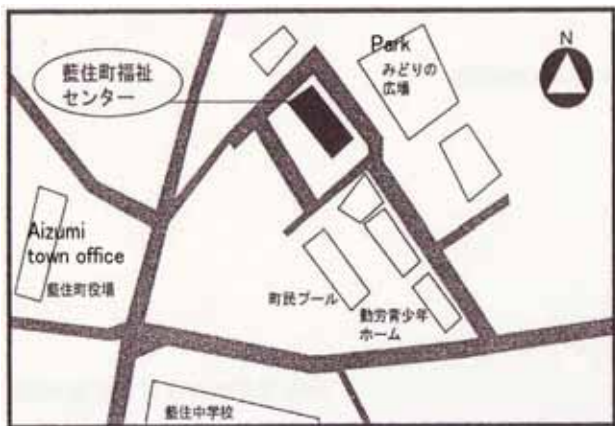 藍住町福祉
センター
Park
みどりの
広場
N
Aizumi
town office
藍住町役場
町民プール
勤労青少年
ホーム
藍住中学校